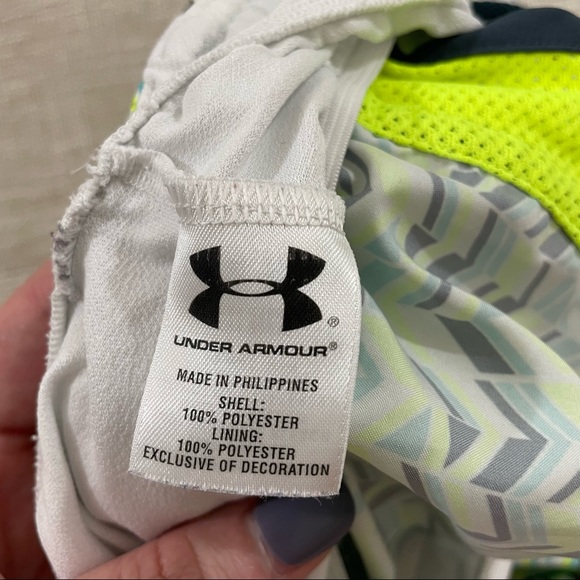 UNDER ARMOUR®
MADE IN PHILIPPINES
SHELL:
100% POLYESTER
LINING:
100% POLYESTER
EXCLUSIVE OF DECORATION